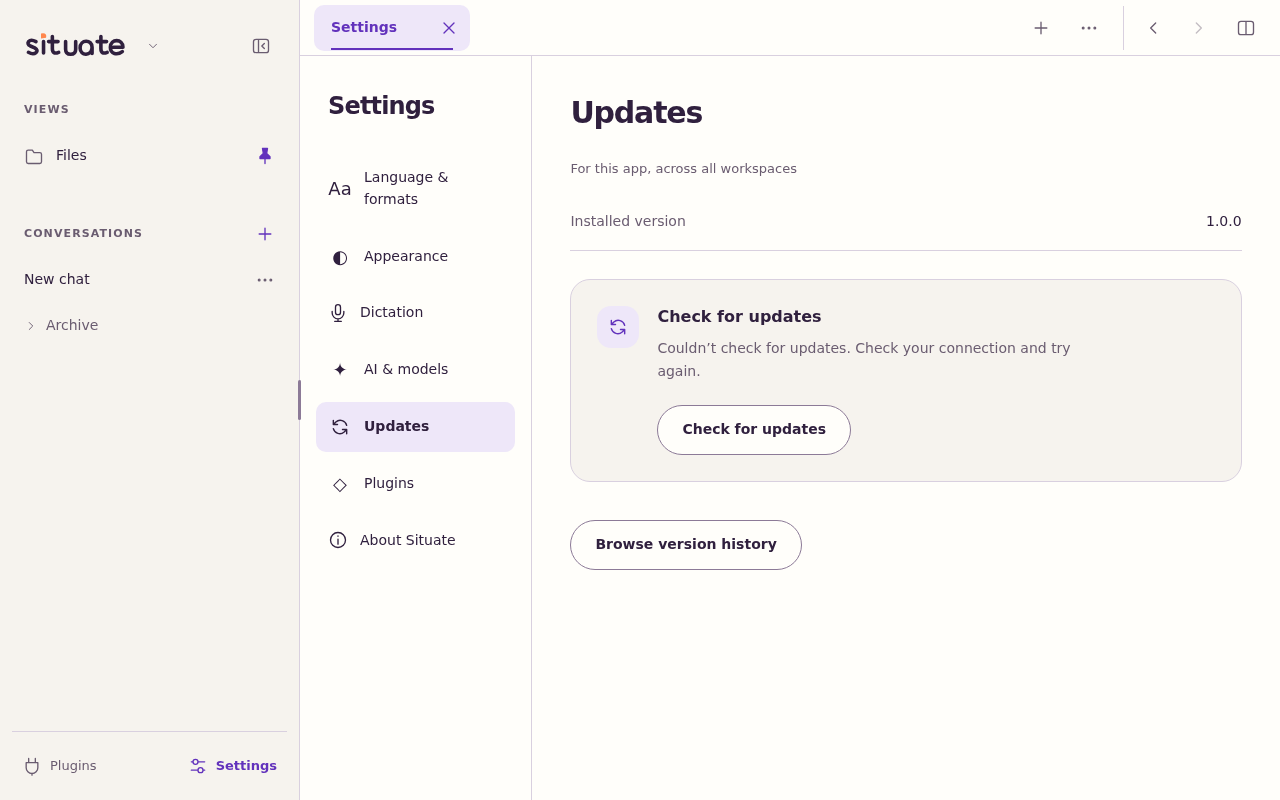 situate
VIEWS
Files
CONVERSATIONS
New chat
Archive
Plugins
Settings
Settings
Settings
Aa
Language &
formats
Appearance
Dictation
AI & models
Updates
Plugins
About Situate
Updates
For this app, across all workspaces
Installed version
1.0.0
Check for updates
Couldn’t check for updates. Check your connection and try
again.
Check for updates
Browse version history